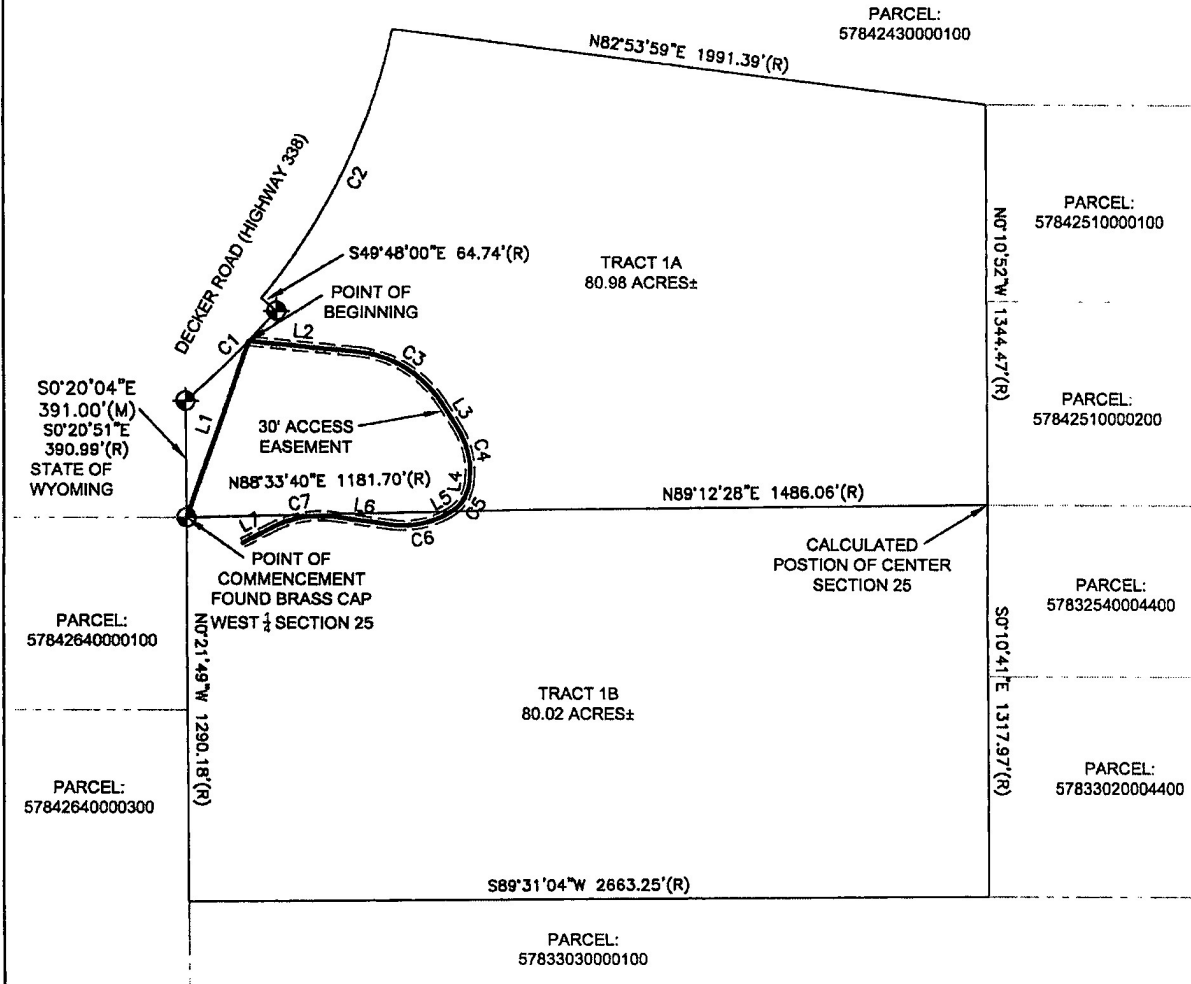 PARCEL:
57842430000100
N82°53'59"E 1991.39'(R)
DECKER ROAD (HIGHWAY 338)
C2
S49°48'00"E 64.74'(R)
TRACT 1A
80.98 ACRES±
PARCEL:
57842510000100
N0°10'52"W 1344.47'(R)
POINT OF
BEGINNING
C1
L2
C3
S0°20'04"E
391.00'(M)
S0°20'51"E
390.99'(R)
STATE OF
WYOMING
L1
30' ACCESS
EASEMENT
L3
C4
PARCEL:
57842510000200
N88°33'40"E 1181.70'(R)
N89°12'28"E 1486.06'(R)
L4
L5
C5
C7
L6
C6
L7
POINT OF
COMMENCEMENT
FOUND BRASS CAP
WEST 1/4 SECTION 25
CALCULATED
POSTION OF CENTER
SECTION 25
PARCEL:
57842640000100
PARCEL:
57832540004400
N0°21'49"W 1290.18'(R)
S0°10'41"E 1317.97'(R)
TRACT 1B
80.02 ACRES±
PARCEL:
57842640000300
PARCEL:
57833020004400
S89°31'04"W 2663.25'(R)
PARCEL:
57833030000100